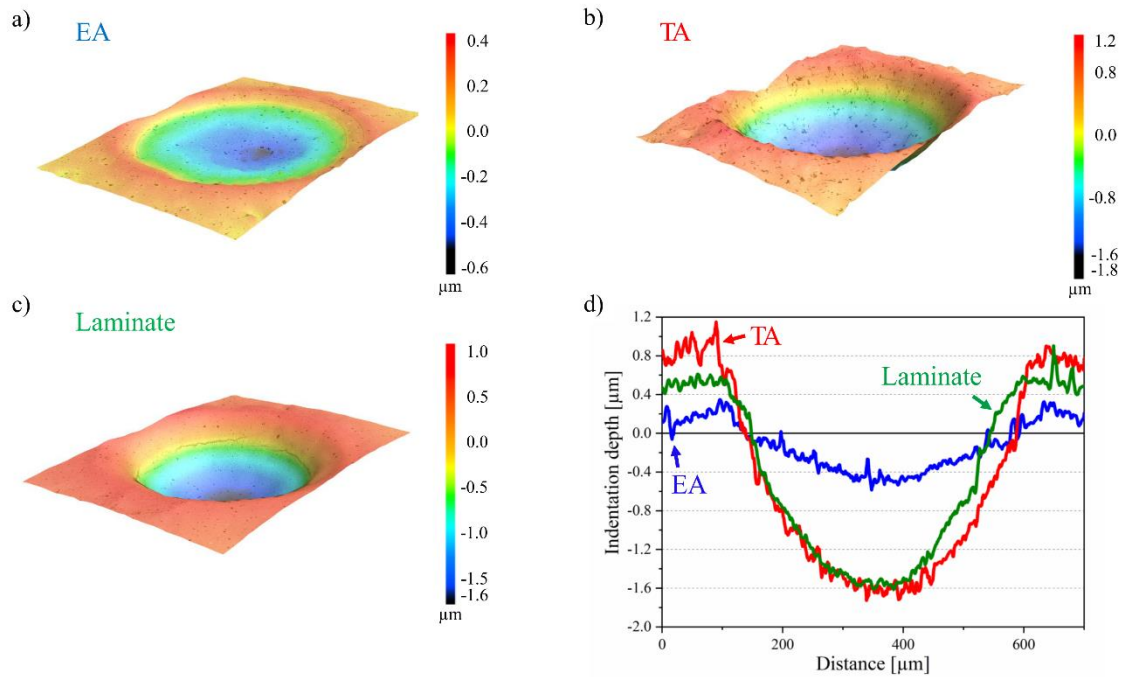 a)
EA
0.4
0.2
0.0
-0.2
-0.4
-0.6
µm
b)
TA
1.2
0.8
0.0
-0.8
-1.6
-1.8
µm
c)
Laminate
1.0
0.5
0.0
-0.5
-1.0
-1.5
-1.6
µm
d)
1.2
0.8
0.4
0.0
-0.4
-0.8
-1.2
-1.6
-2.0
Indentation depth [µm]
TA
Laminate
EA
0
200
400
600
Distance [µm]